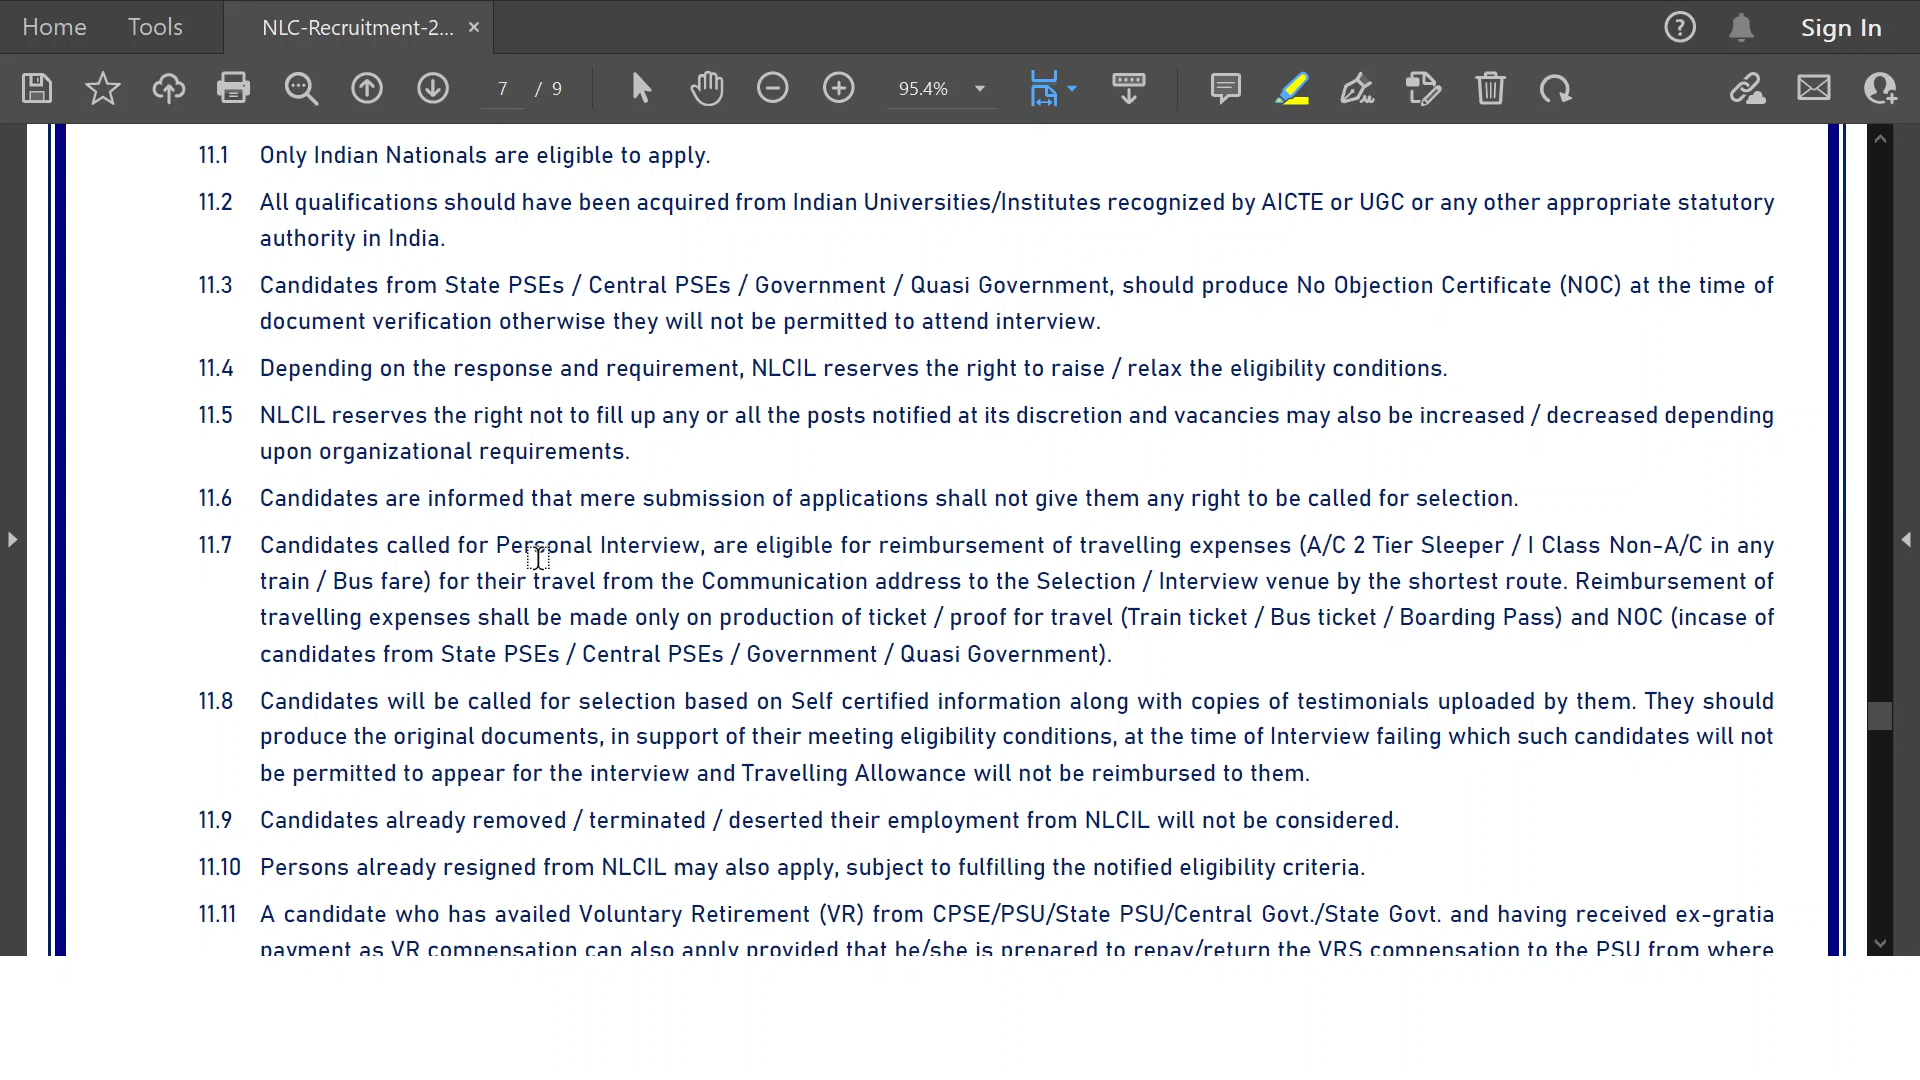 Home Tools NLC-Recruitment-2... × Sign In
7 / 9 95.4%
11.1 Only Indian Nationals are eligible to apply.
11.2 All qualifications should have been acquired from Indian Universities/Institutes recognized by AICTE or UGC or any other appropriate statutory
authority in India.
11.3 Candidates from State PSEs / Central PSEs / Government / Quasi Government, should produce No Objection Certificate (NOC) at the time of
document verification otherwise they will not be permitted to attend interview.
11.4 Depending on the response and requirement, NLCIL reserves the right to raise / relax the eligibility conditions.
11.5 NLCIL reserves the right not to fill up any or all the posts notified at its discretion and vacancies may also be increased / decreased depending
upon organizational requirements.
11.6 Candidates are informed that mere submission of applications shall not give them any right to be called for selection.
11.7 Candidates called for Personal Interview, are eligible for reimbursement of travelling expenses (A/C 2 Tier Sleeper / I Class Non-A/C in any
train / Bus fare) for their travel from the Communication address to the Selection / Interview venue by the shortest route. Reimbursement of
travelling expenses shall be made only on production of ticket / proof for travel (Train ticket / Bus ticket / Boarding Pass) and NOC (incase of
candidates from State PSEs / Central PSEs / Government / Quasi Government).
11.8 Candidates will be called for selection based on Self certified information along with copies of testimonials uploaded by them. They should
produce the original documents, in support of their meeting eligibility conditions, at the time of Interview failing which such candidates will not
be permitted to appear for the interview and Travelling Allowance will not be reimbursed to them.
11.9 Candidates already removed / terminated / deserted their employment from NLCIL will not be considered.
11.10 Persons already resigned from NLCIL may also apply, subject to fulfilling the notified eligibility criteria.
11.11 A candidate who has availed Voluntary Retirement (VR) from CPSE/PSU/State PSU/Central Govt./State Govt. and having received ex-gratia
payment as VR compensation can also apply provided that he/she is prepared to repay/return the VRS compensation to the PSU from where